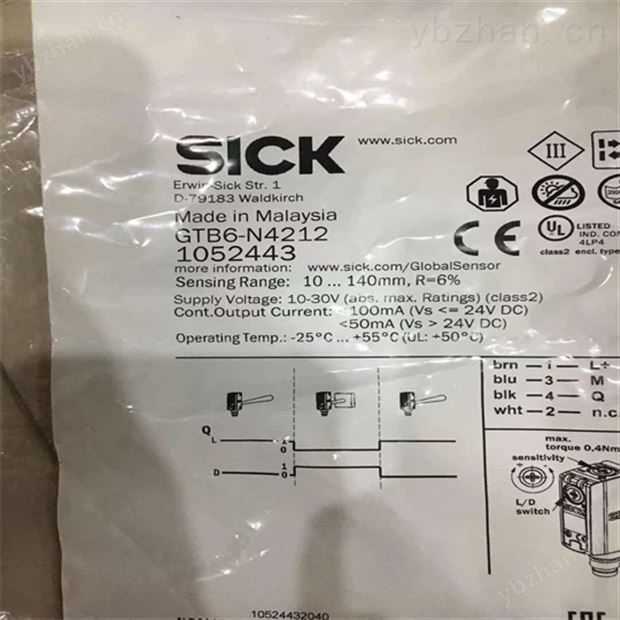 ybzhan.cn
SICK
www.sick.com
III
Erwin-Sick Str. 1
D-79183 Waldkirch
Made in Malaysia
GTB6-N4212
1052443
CE
UL LISTED
IND. CON
4LP4
class2 encl. type
more information: www.sick.com/GlobalSensor
Sensing Range: 10 ... 140mm, R=6%
Supply Voltage: 10-30V (abs. max. Ratings) (class2)
Cont.Output Current: <100mA (Vs <= 24V DC)
<50mA (Vs > 24V DC)
Operating Temp.: -25°C ... +55°C (UL: +50°C)
brn - 1 - L+
blu - 3 - M
blk - 4 - Q
wht - 2 - n.c.
Q
L 1
0
D 1
0
max.
torque 0,4Nm
sensitivity
L/D
switch
10524432040